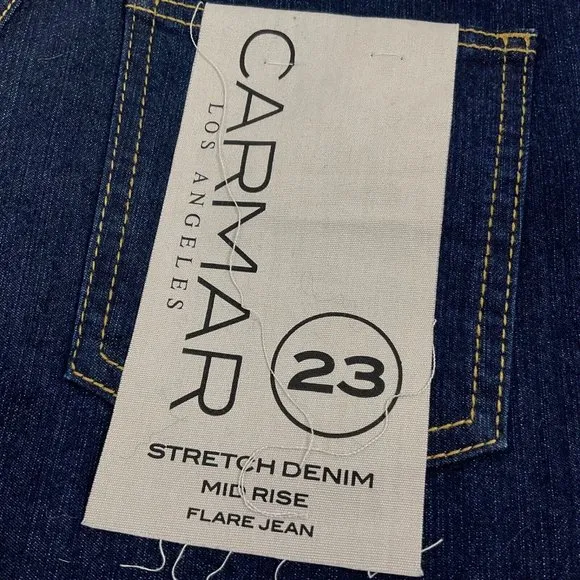 CARMAR
LOS ANGELES
23
STRETCH DENIM
MID RISE
FLARE JEAN